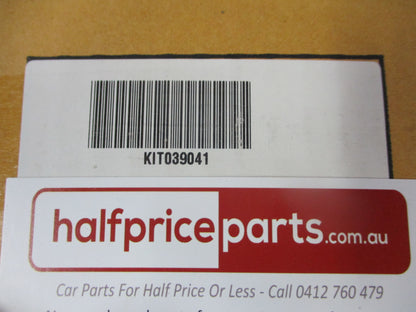 KIT039041
halfpriceparts.com.au
Car Parts For Half Price Or Less - Call 0412 760 479